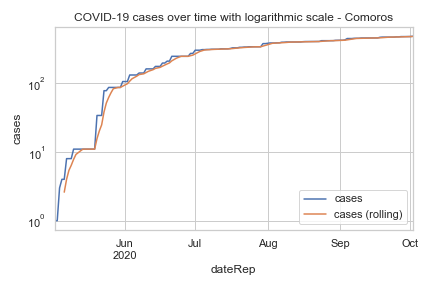 COVID-19 cases over time with logarithmic scale - Comoros
cases
10²
10¹
10⁰
cases
cases (rolling)
Jun
2020
Jul
Aug
Sep
Oct
dateRep